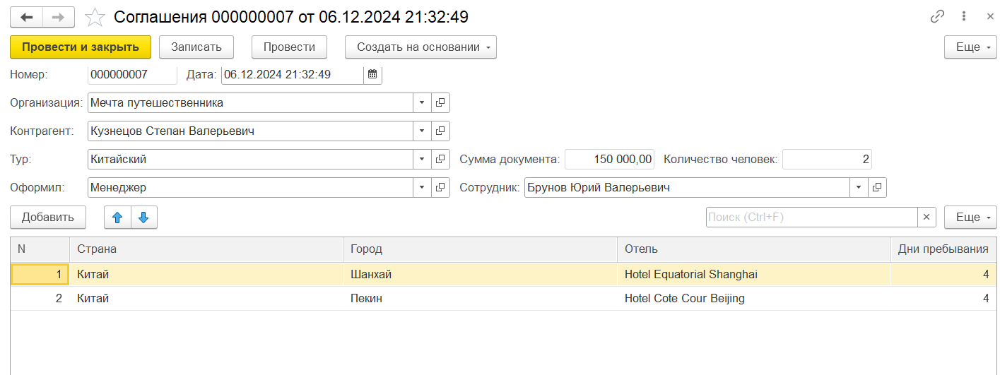 Соглашения 000000007 от 06.12.2024 21:32:49
Провести и закрыть Записать Провести Создать на основании Еще
Номер: 000000007 Дата: 06.12.2024 21:32:49
Организация: Мечта путешественника
Контрагент: Кузнецов Степан Валерьевич
Тур: Китайский Сумма документа: 150 000,00 Количество человек: 2
Оформил: Менеджер Сотрудник: Брунов Юрий Валерьевич
Добавить Поиск (Ctrl+F) Еще
N Страна Город Отель Дни пребывания
1 Китай Шанхай Hotel Equatorial Shanghai 4
2 Китай Пекин Hotel Cote Cour Beijing 4